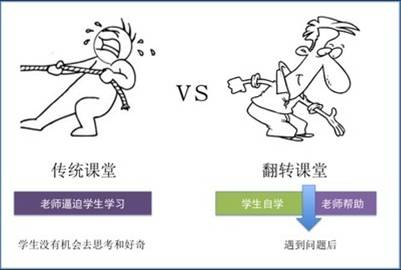 VS
传统课堂
翻转课堂
老师逼迫学生学习
学生自学
老师帮助
学生没有机会去思考和好奇
遇到问题后